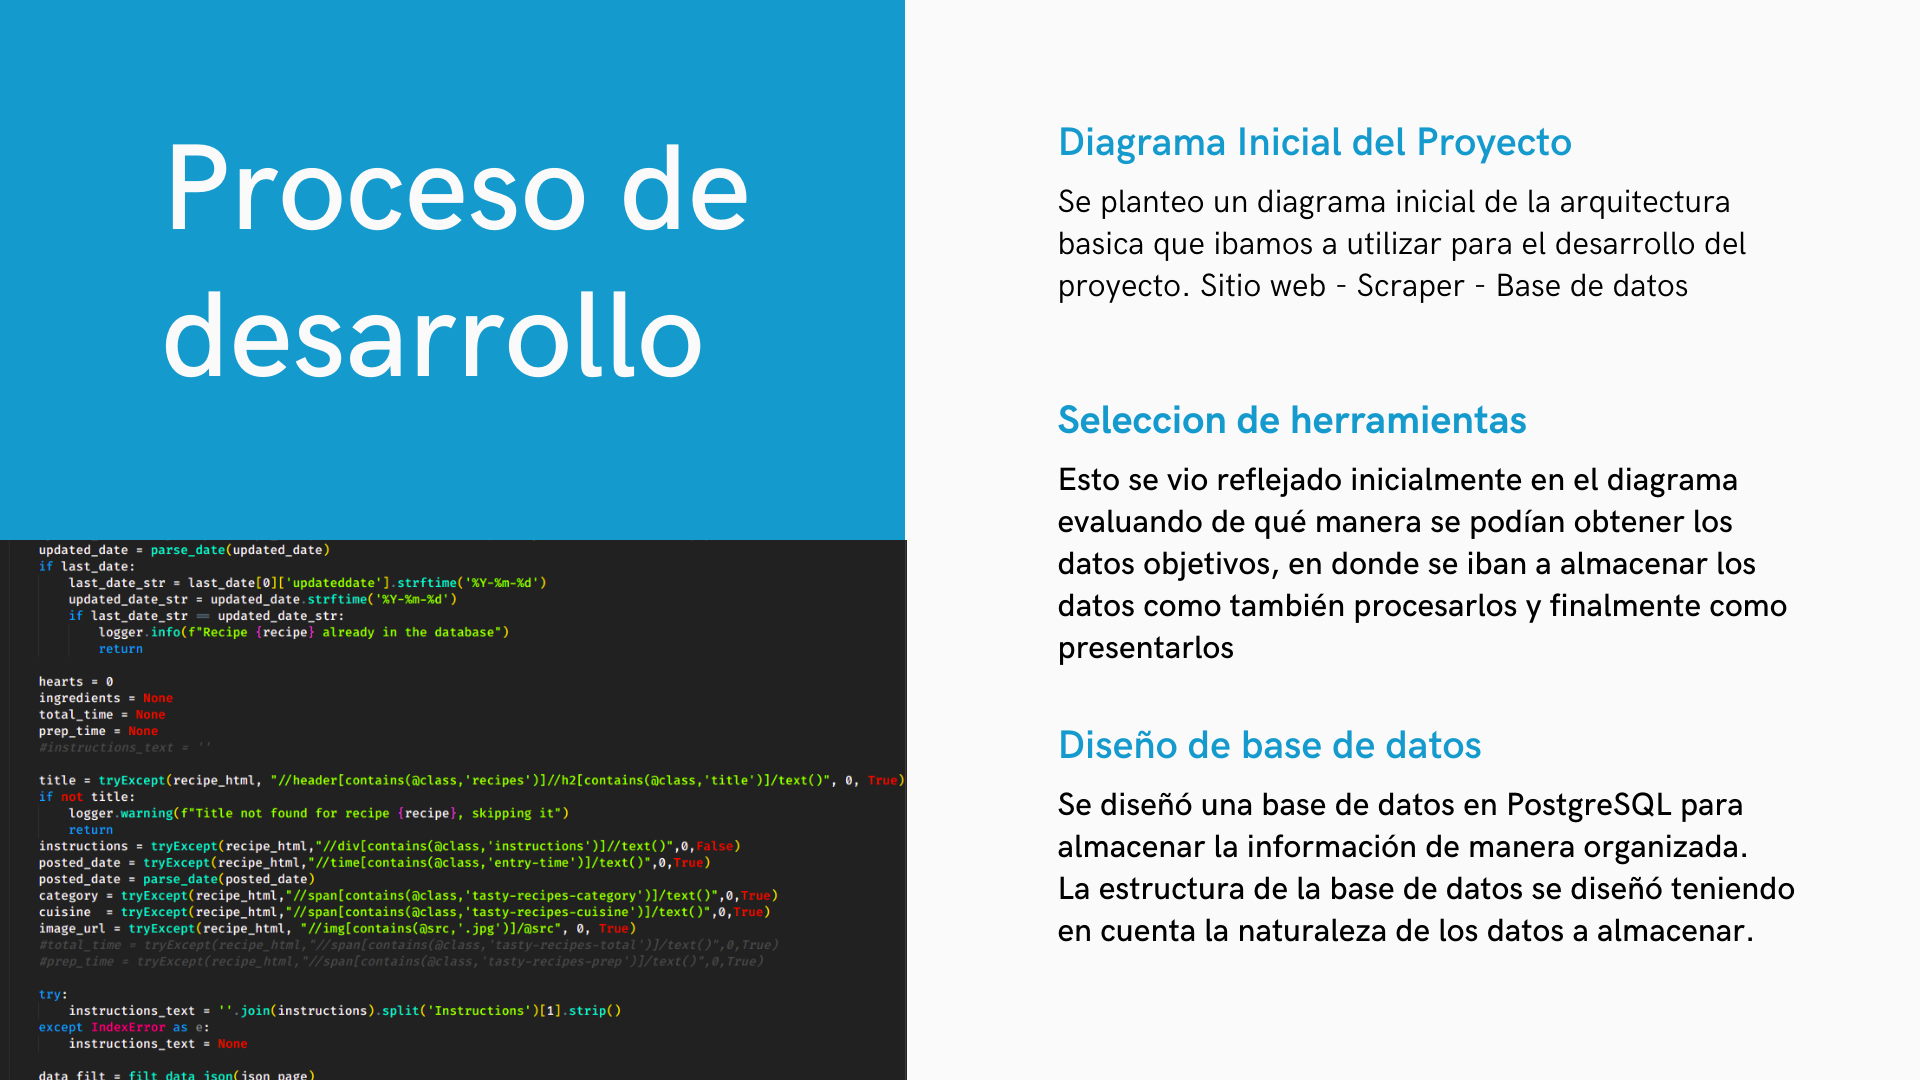 Proceso de
desarrollo
updated_date = parse_date(updated_date)
if last_date:
last_date_str = last_date[0]['updateddate'].strftime('%Y-%m-%d')
updated_date_str = updated_date.strftime('%Y-%m-%d')
if last_date_str == updated_date_str:
logger.info(f"Recipe {recipe} already in the database")
return
hearts = 0
ingredients = None
total_time = None
prep_time = None
#instructions_text = ''
title = tryExcept(recipe_html, "//header[contains(@class,'recipes')]//h2[contains(@class,'title')]/text()", 0, True)
if not title:
logger.warning(f"Title not found for recipe {recipe}, skipping it")
return
instructions = tryExcept(recipe_html,"//div[contains(@class,'instructions')]//text()",0,False)
posted_date = tryExcept(recipe_html,"//time[contains(@class,'entry-time')]/text()",0,True)
posted_date = parse_date(posted_date)
category = tryExcept(recipe_html,"//span[contains(@class,'tasty-recipes-category')]/text()",0,True)
cuisine  = tryExcept(recipe_html,"//span[contains(@class,'tasty-recipes-cuisine')]/text()",0,True)
image_url = tryExcept(recipe_html, "//img[contains(@src,'.jpg')]/@src", 0, True)
#total_time = tryExcept(recipe_html,"//span[contains(@class,'tasty-recipes-total')]/text()",0,True)
#prep_time = tryExcept(recipe_html,"//span[contains(@class,'tasty-recipes-prep')]/text()",0,True)
try:
instructions_text = ''.join(instructions).split('Instructions')[1].strip()
except IndexError as e:
instructions_text = None
data_filt = filt_data_json(json_page)
Diagrama Inicial del Proyecto
Se planteo un diagrama inicial de la arquitectura
basica que ibamos a utilizar para el desarrollo del
proyecto. Sitio web - Scraper - Base de datos
Seleccion de herramientas
Esto se vio reflejado inicialmente en el diagrama
evaluando de qué manera se podían obtener los
datos objetivos, en donde se iban a almacenar los
datos como también procesarlos y finalmente como
presentarlos
Diseño de base de datos
Se diseñó una base de datos en PostgreSQL para
almacenar la información de manera organizada.
La estructura de la base de datos se diseñó teniendo
en cuenta la naturaleza de los datos a almacenar.